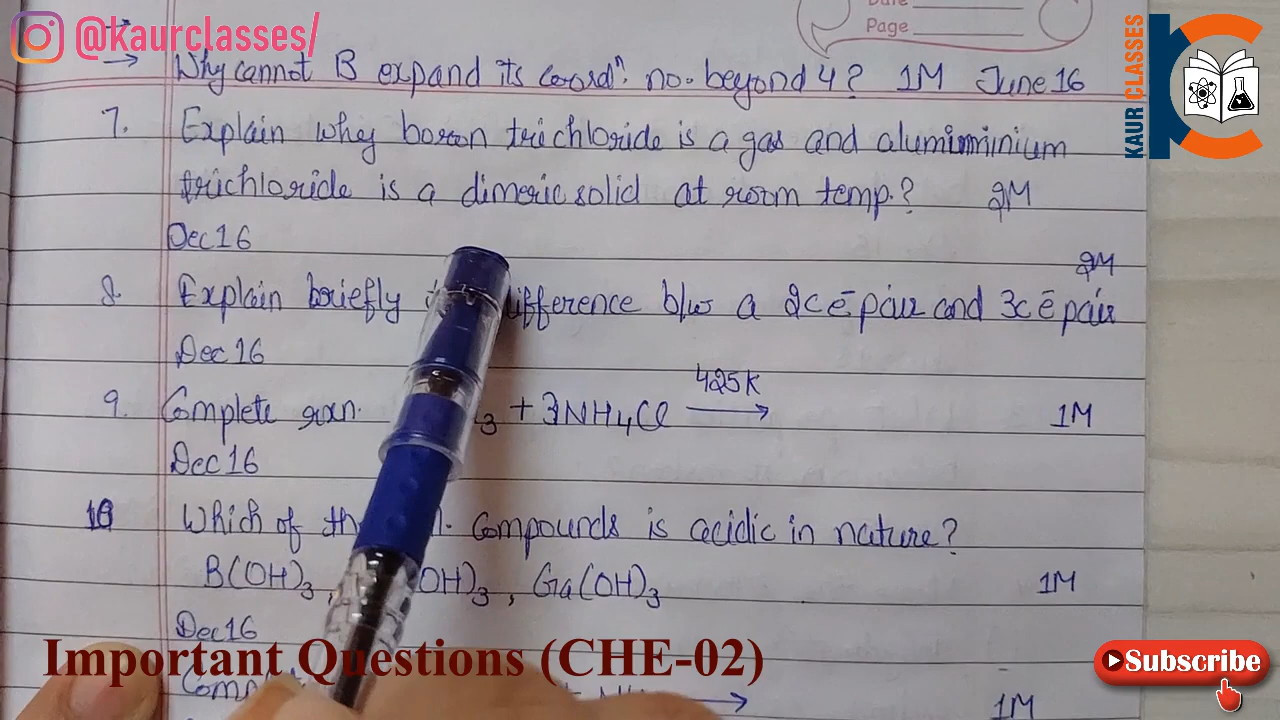 @kaurclasses/
Date
Page
KAUR CLASSES
→ Why cannot B expand its coordⁿ. no. beyond 4? 1M June 16
7. Explain why boron trichloride is a gas and aluminium
trichloride is a dimeric solid at room temp.? 2M
Dec 16
2M
8. Explain briefly difference b/w a 2c ē pair and 3c ē pair
Dec 16
9. Complete rxn. 3 + 3NH₄Cl 425K → 1M
Dec 16
10 Which of compounds is acidic in nature?
B(OH)₃, OH)₃, Ga(OH)₃ 1M
Dec 16
Important Questions (CHE-02)
→ 1M
Subscribe